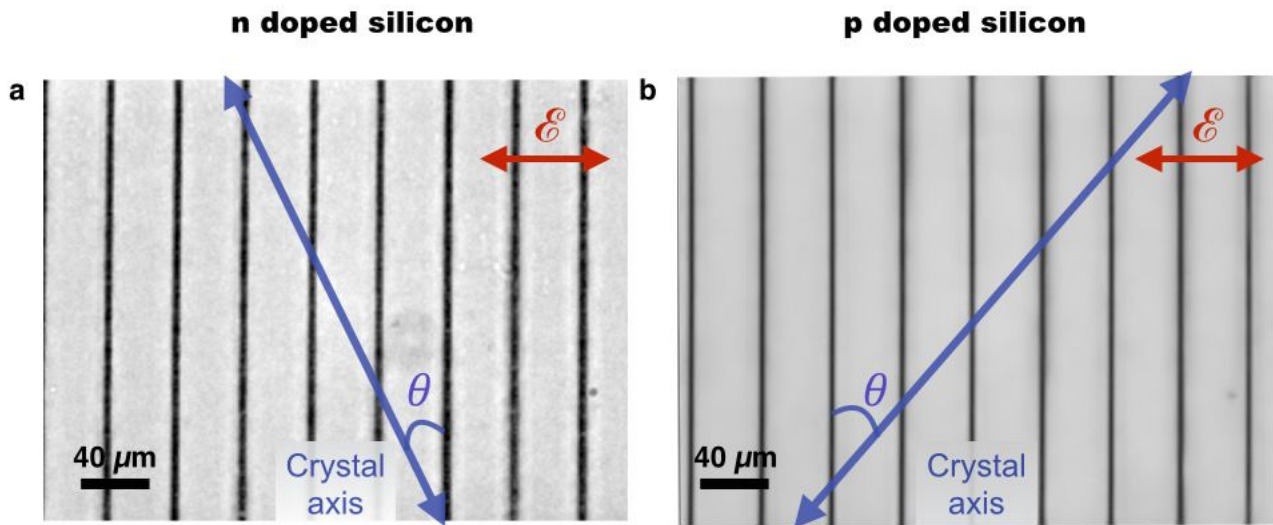 n doped silicon
p doped silicon
a
b
ℰ
ℰ
θ
θ
40 μm
Crystal
axis
40 μm
Crystal
axis